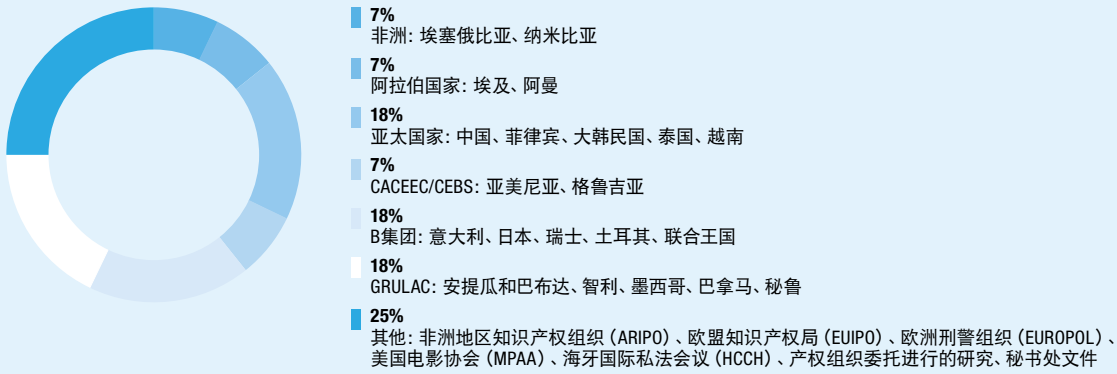 7%
非洲: 埃塞俄比亚、纳米比亚
7%
阿拉伯国家: 埃及、阿曼
18%
亚太国家: 中国、菲律宾、大韩民国、泰国、越南
7%
CACEEC/CEBS: 亚美尼亚、格鲁吉亚
18%
B集团: 意大利、日本、瑞士、土耳其、联合王国
18%
GRULAC: 安提瓜和巴布达、智利、墨西哥、巴拿马、秘鲁
25%
其他: 非洲地区知识产权组织 (ARIPO)、欧盟知识产权局 (EUIPO)、欧洲刑警组织 (EUROPOL)、
美国电影协会 (MPAA)、海牙国际私法会议 (HCCH)、产权组织委托进行的研究、秘书处文件